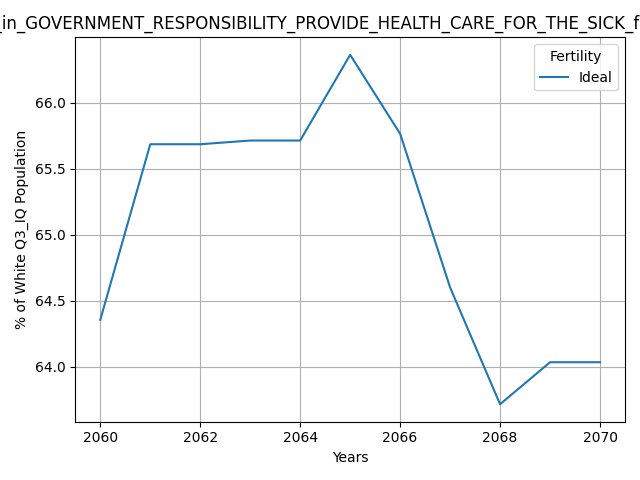 _in_GOVERNMENT_RESPONSIBILITY_PROVIDE_HEALTH_CARE_FOR_THE_SICK_f
Fertility
Ideal
66.0
65.5
65.0
64.5
64.0
% of White Q3_IQ Population
2060 2062 2064 2066 2068 2070
Years